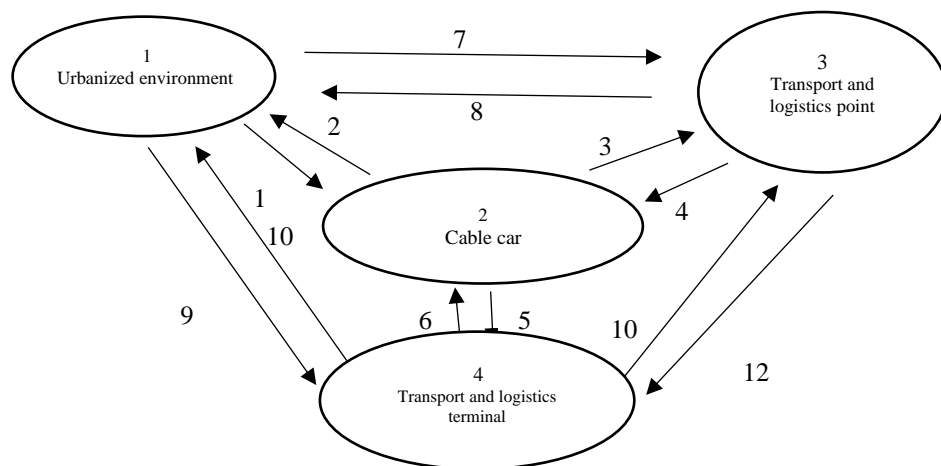 7
1
Urbanized environment
3
Transport and
logistics point
8
2
3
1
4
2
Cable car
10
9
6
5
10
12
4
Transport and logistics
terminal